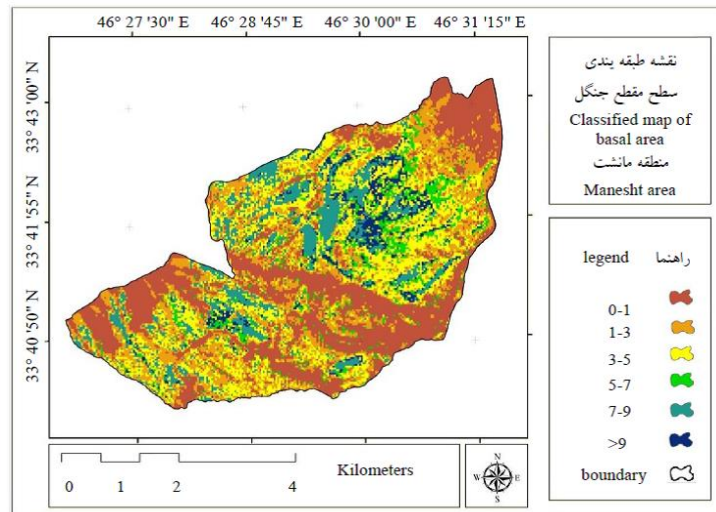 46° 27 '30" E 46° 28 '45" E 46° 30 '00" E 46° 31 '15" E
33° 43 '00" N
33° 41 '55" N
33° 40 '50" N
نقشه طبقه بندی
سطح مقطع جنگل
Classified map of
basal area
منطقه مانشت
Manesht area
legend راهنما
0-1
1-3
3-5
5-7
7-9
>9
boundary
Kilometers
0 1 2 4
N
W E
S